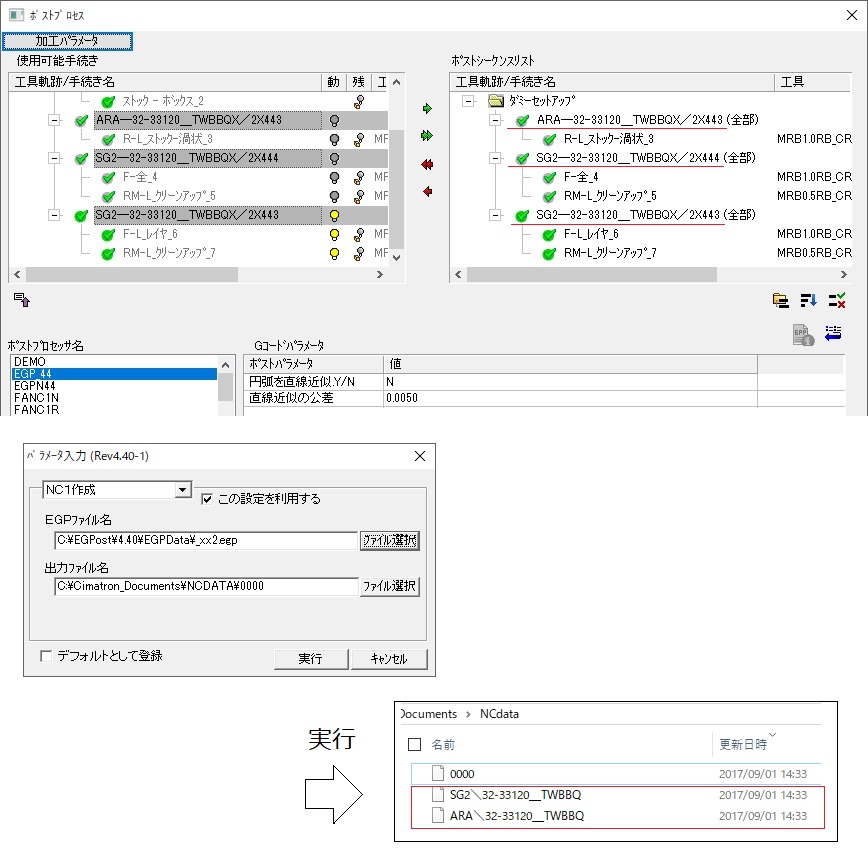 ポストプロセス
加工パラメータ
使用可能手続き
ポストシーケンスリスト
工具軌跡/手続き名 動 残 工
ストック - ボックス_2
ARA―32-33120__TWBBQX／2X443
R-L_ストック-渦状_3 MF
SG2―32-33120__TWBBQX／2X444
F-全_4 MF
RM-L_クリーンアップ_5 MF
SG2―32-33120__TWBBQX／2X443
F-L_レイヤ_6 MF
RM-L_クリーンアップ_7 MF
工具軌跡/手続き名 工具
ダミーセットアップ
ARA―32-33120__TWBBQX／2X443 (全部)
R-L_ストック-渦状_3 MRB1.0RB_CR
SG2―32-33120__TWBBQX／2X444 (全部)
F-全_4 MRB1.0RB_CR
RM-L_クリーンアップ_5 MRB0.5RB_CR
SG2―32-33120__TWBBQX／2X443 (全部)
F-L_レイヤ_6 MRB1.0RB_CR
RM-L_クリーンアップ_7 MRB0.5RB_CR
EPP
ポストプロセッサ名
DEMO
EGP 44
EGPN44
FANC1N
FANC1R
Gコードパラメータ
ポストパラメータ 値
円弧を直線近似.Y/N N
直線近似の公差 0.0050
パラメータ入力 (Rev4.40-1)
NC1作成
この設定を利用する
EGPファイル名
C:¥EGPost¥4.40¥EGPData¥_xx2.egp ファイル選択
出力ファイル名
C:¥Cimatron_Documents¥NCDATA¥0000 ファイル選択
デフォルトとして登録 実行 キャンセル
実行
Documents › NCdata
名前 更新日時
0000 2017/09/01 14:33
SG2＼32-33120__TWBBQ 2017/09/01 14:33
ARA＼32-33120__TWBBQ 2017/09/01 14:33